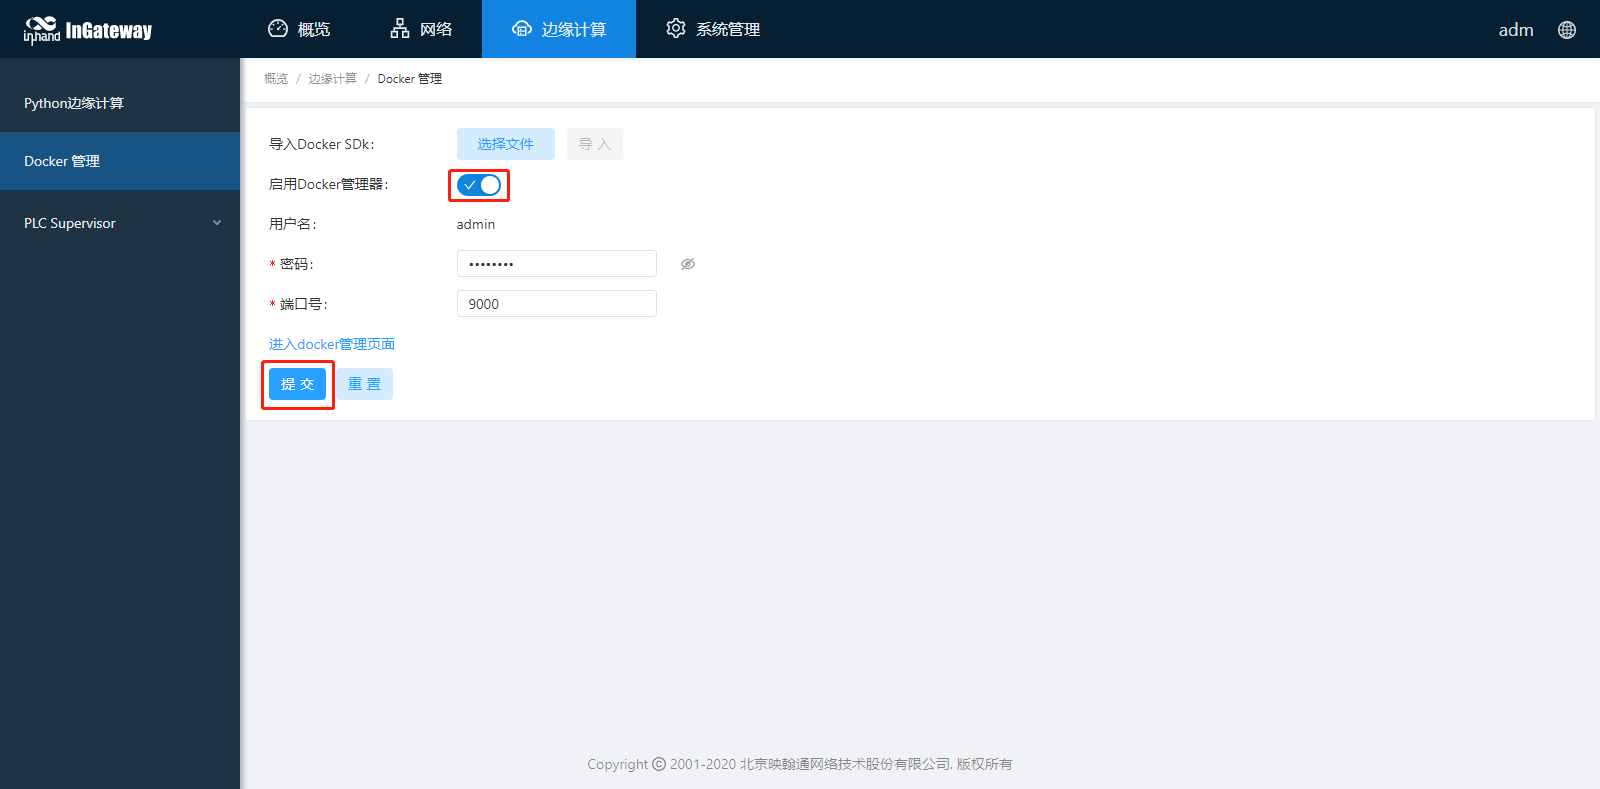 inhand InGateway
概览
网络
边缘计算
系统管理
adm
Python边缘计算
Docker 管理
PLC Supervisor
概览 / 边缘计算 / Docker 管理
导入Docker SDk:
选择文件
导 入
启用Docker管理器:
用户名:
admin
* 密码:
••••••••
* 端口号:
9000
进入docker管理页面
提 交
重 置
Copyright © 2001-2020 北京映翰通网络技术股份有限公司. 版权所有